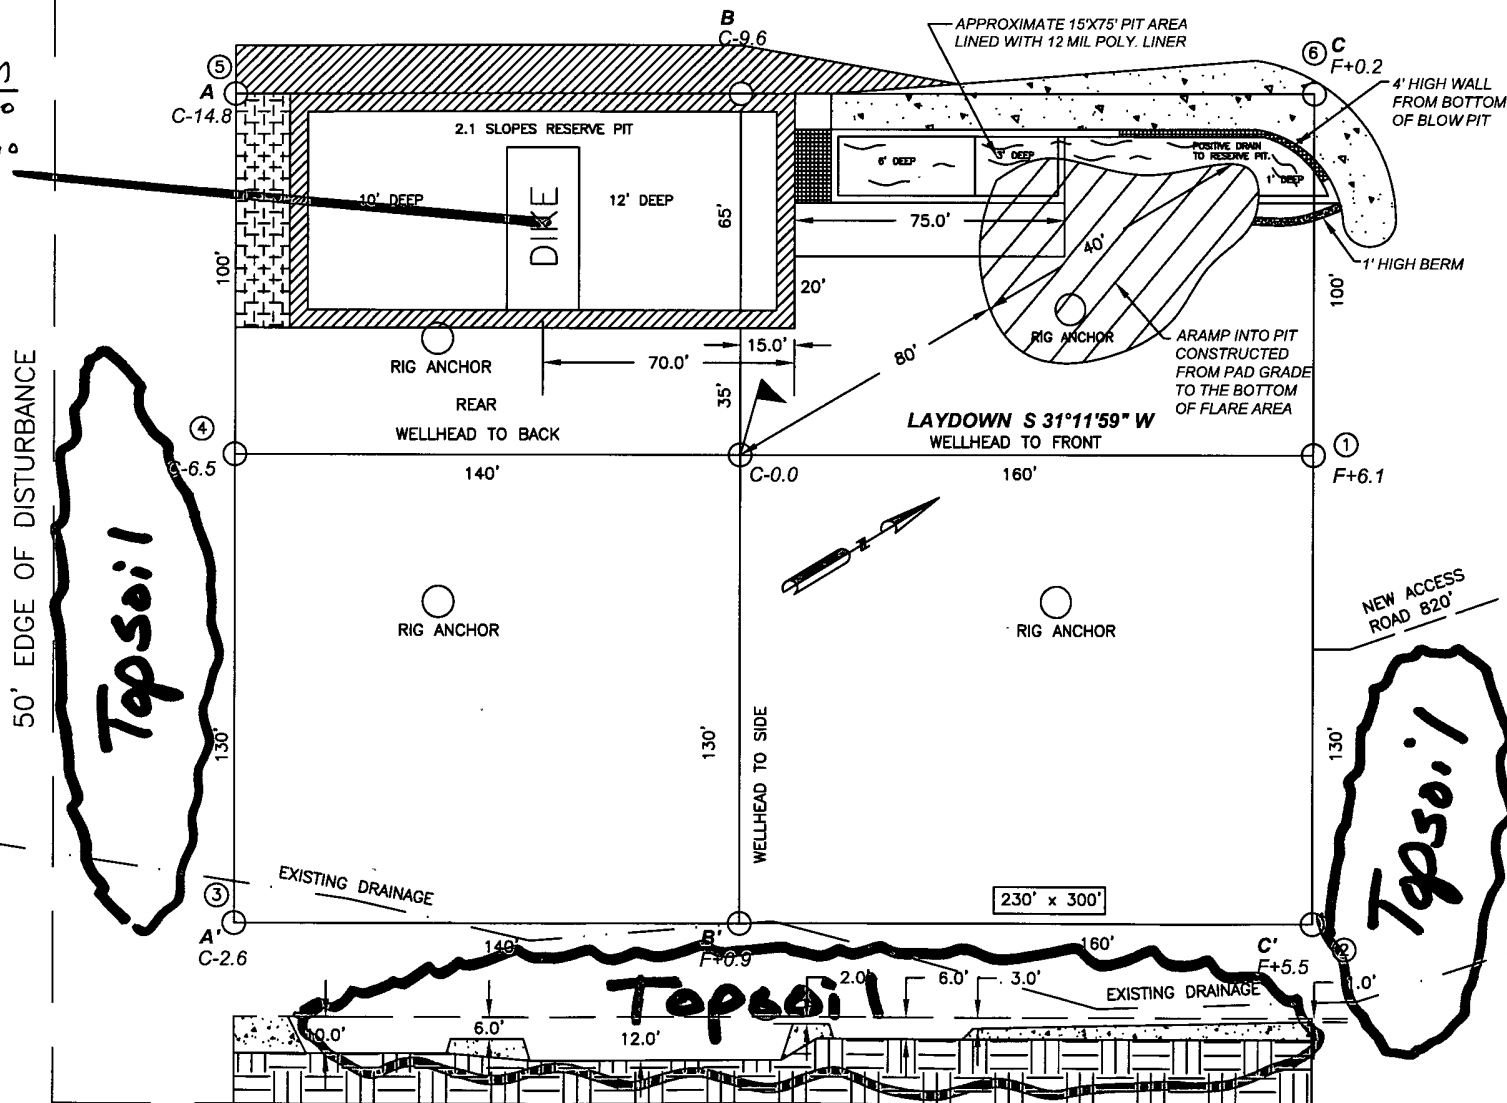 B
C-9.6
APPROXIMATE 15'X75' PIT AREA
LINED WITH 12 MIL POLY. LINER
6 C
F+0.2
5
A
C-14.8
4' HIGH WALL
FROM BOTTOM
OF BLOW PIT
2.1 SLOPES RESERVE PIT
10' DEEP
DIKE
12' DEEP
65'
6' DEEP
3' DEEP
POSITIVE DRAIN
TO RESERVE PIT.
1' DEEP
75.0'
40'
1' HIGH BERM
100'
20'
100'
RIG ANCHOR
RIG ANCHOR
15.0'
70.0'
80'
35'
ARAMP INTO PIT
CONSTRUCTED
FROM PAD GRADE
TO THE BOTTOM
OF FLARE AREA
REAR
WELLHEAD TO BACK
LAYDOWN S 31°11'59" W
WELLHEAD TO FRONT
4
C-6.5
140'
C-0.0
160'
1
F+6.1
50' EDGE OF DISTURBANCE
Topsoil
N
RIG ANCHOR
RIG ANCHOR
NEW ACCESS
ROAD 820'
130'
130'
WELLHEAD TO SIDE
130'
Topsoil
EXISTING DRAINAGE
230' x 300'
3
A'
C-2.6
140'
B'
F+0.9
160'
C'
F+5.5
2
Topsoil
2.0'
6.0'
3.0'
EXISTING DRAINAGE
1.0'
10.0'
6.0'
12.0'